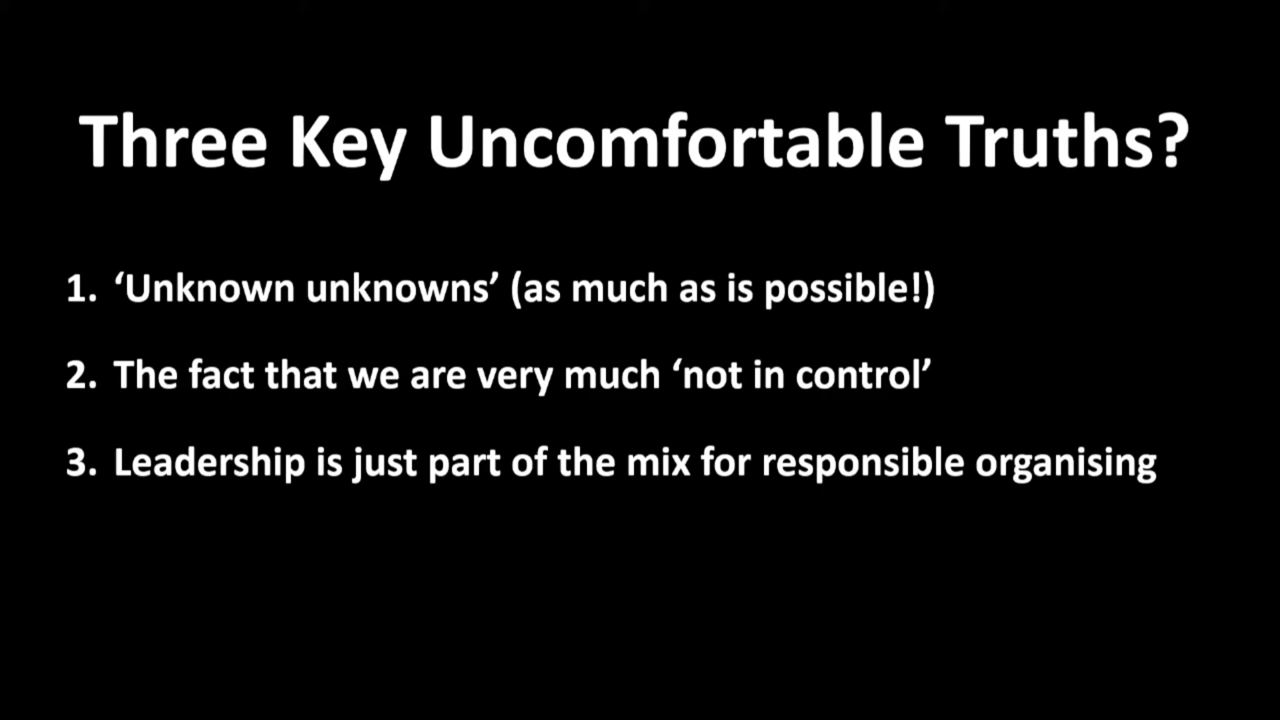 Three Key Uncomfortable Truths?
1. ‘Unknown unknowns’ (as much as is possible!)
2. The fact that we are very much ‘not in control’
3. Leadership is just part of the mix for responsible organising